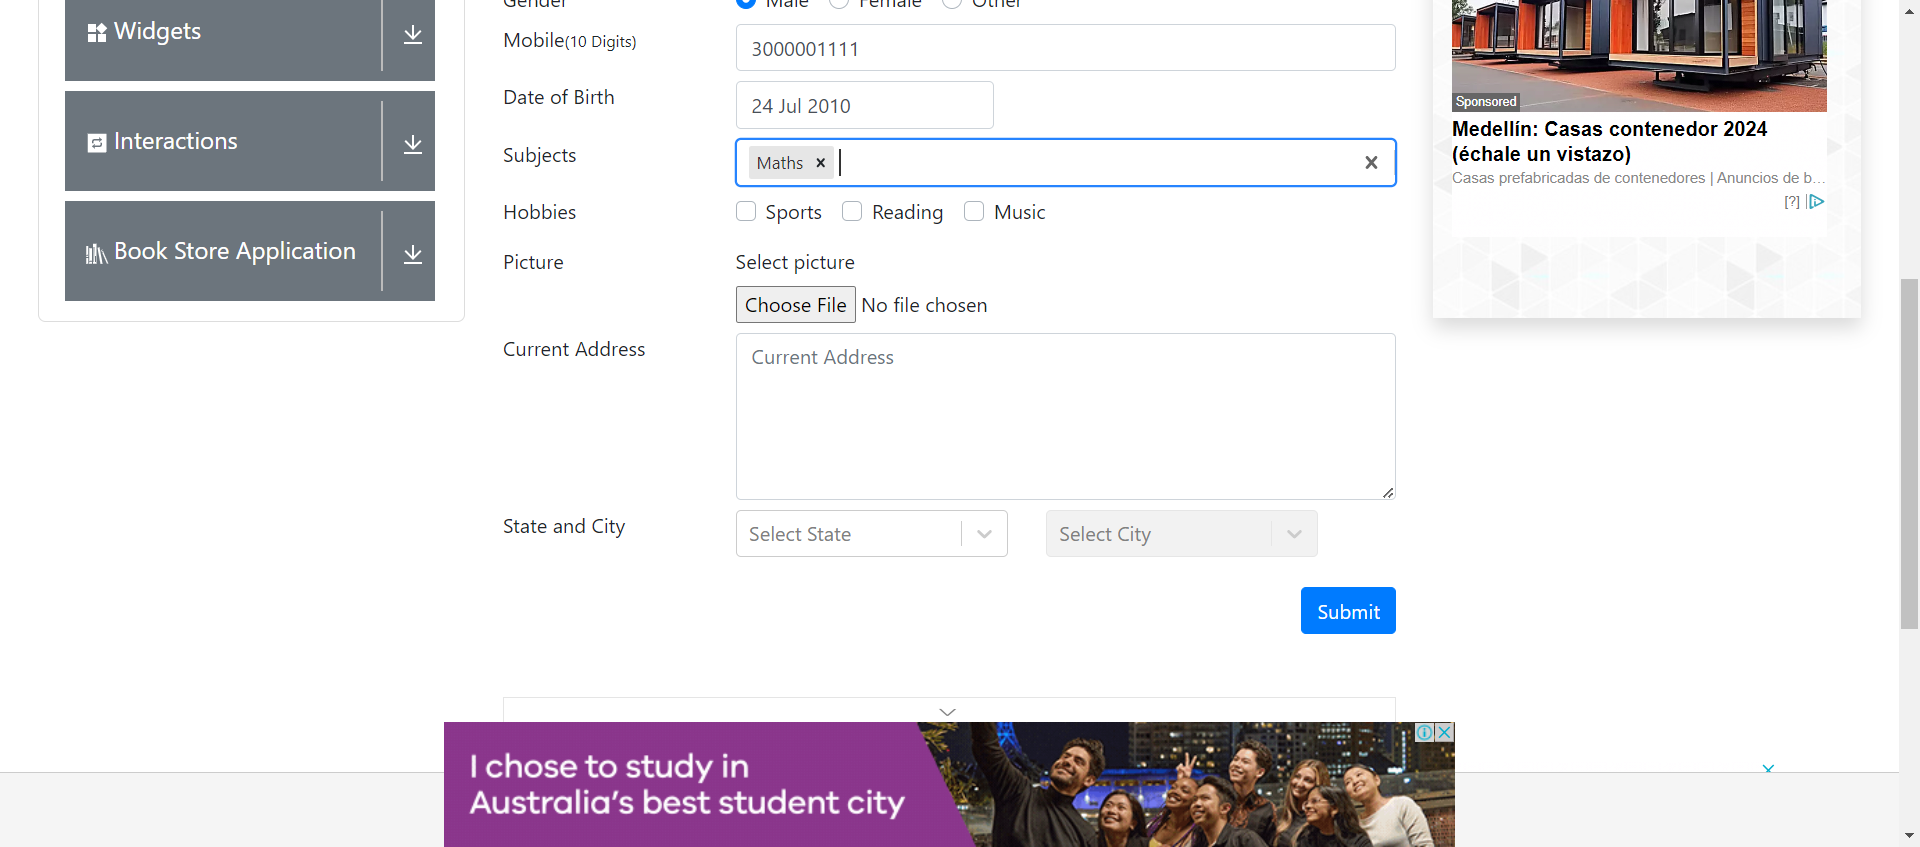 Widgets
Interactions
Book Store Application
Gender
Male
Female
Other
Mobile(10 Digits)
3000001111
Date of Birth
24 Jul 2010
Subjects
Maths
Hobbies
Sports
Reading
Music
Picture
Select picture
Choose File No file chosen
Current Address
Current Address
State and City
Select State
Select City
Submit
Sponsored
Medellín: Casas contenedor 2024
(échale un vistazo)
Casas prefabricadas de contenedores | Anuncios de b...
[?]
I chose to study in
Australia's best student city